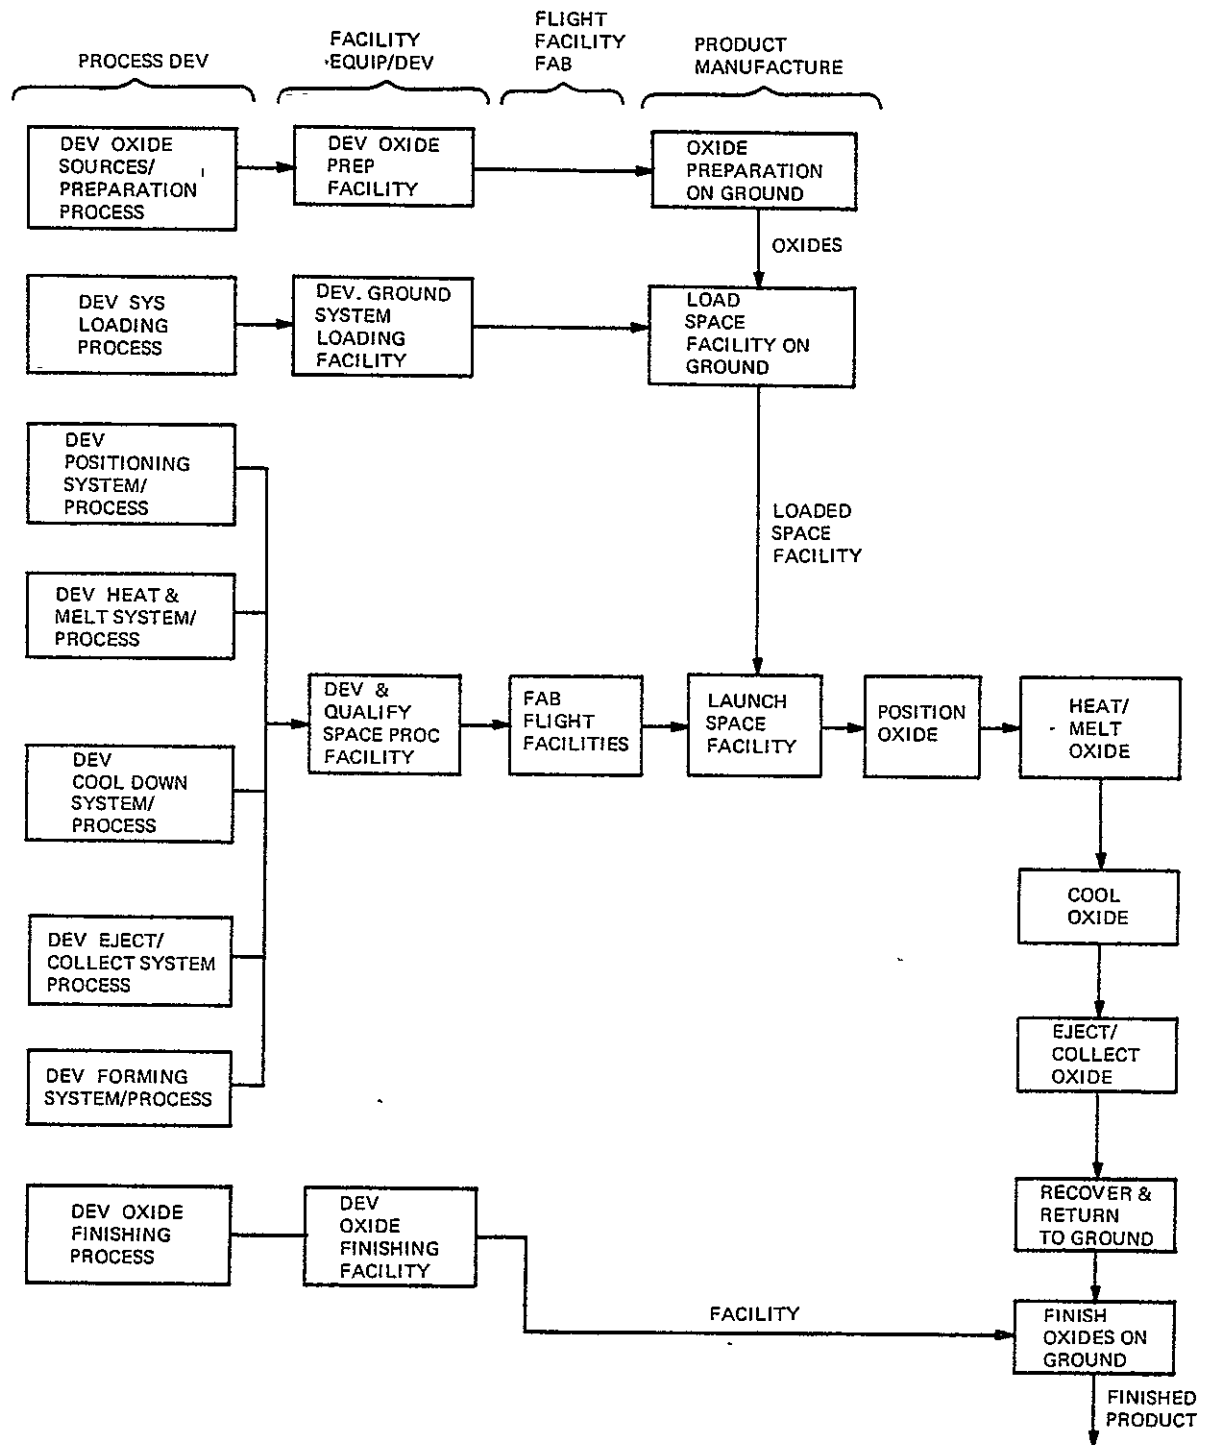 PROCESS DEV
FACILITY
EQUIP/DEV
FLIGHT
FACILITY
FAB
PRODUCT
MANUFACTURE
DEV OXIDE
SOURCES/
PREPARATION
PROCESS
DEV OXIDE
PREP
FACILITY
OXIDE
PREPARATION
ON GROUND
OXIDES
DEV SYS
LOADING
PROCESS
DEV. GROUND
SYSTEM
LOADING
FACILITY
LOAD
SPACE
FACILITY ON
GROUND
DEV
POSITIONING
SYSTEM/
PROCESS
LOADED
SPACE
FACILITY
DEV HEAT &
MELT SYSTEM/
PROCESS
DEV &
QUALIFY
SPACE PROC
FACILITY
FAB
FLIGHT
FACILITIES
LAUNCH
SPACE
FACILITY
POSITION
OXIDE
HEAT/
MELT
OXIDE
DEV
COOL DOWN
SYSTEM/
PROCESS
COOL
OXIDE
DEV EJECT/
COLLECT SYSTEM
PROCESS
EJECT/
COLLECT
OXIDE
DEV FORMING
SYSTEM/PROCESS
DEV OXIDE
FINISHING
PROCESS
DEV
OXIDE
FINISHING
FACILITY
RECOVER &
RETURN
TO GROUND
FACILITY
FINISH
OXIDES ON
GROUND
FINISHED
PRODUCT